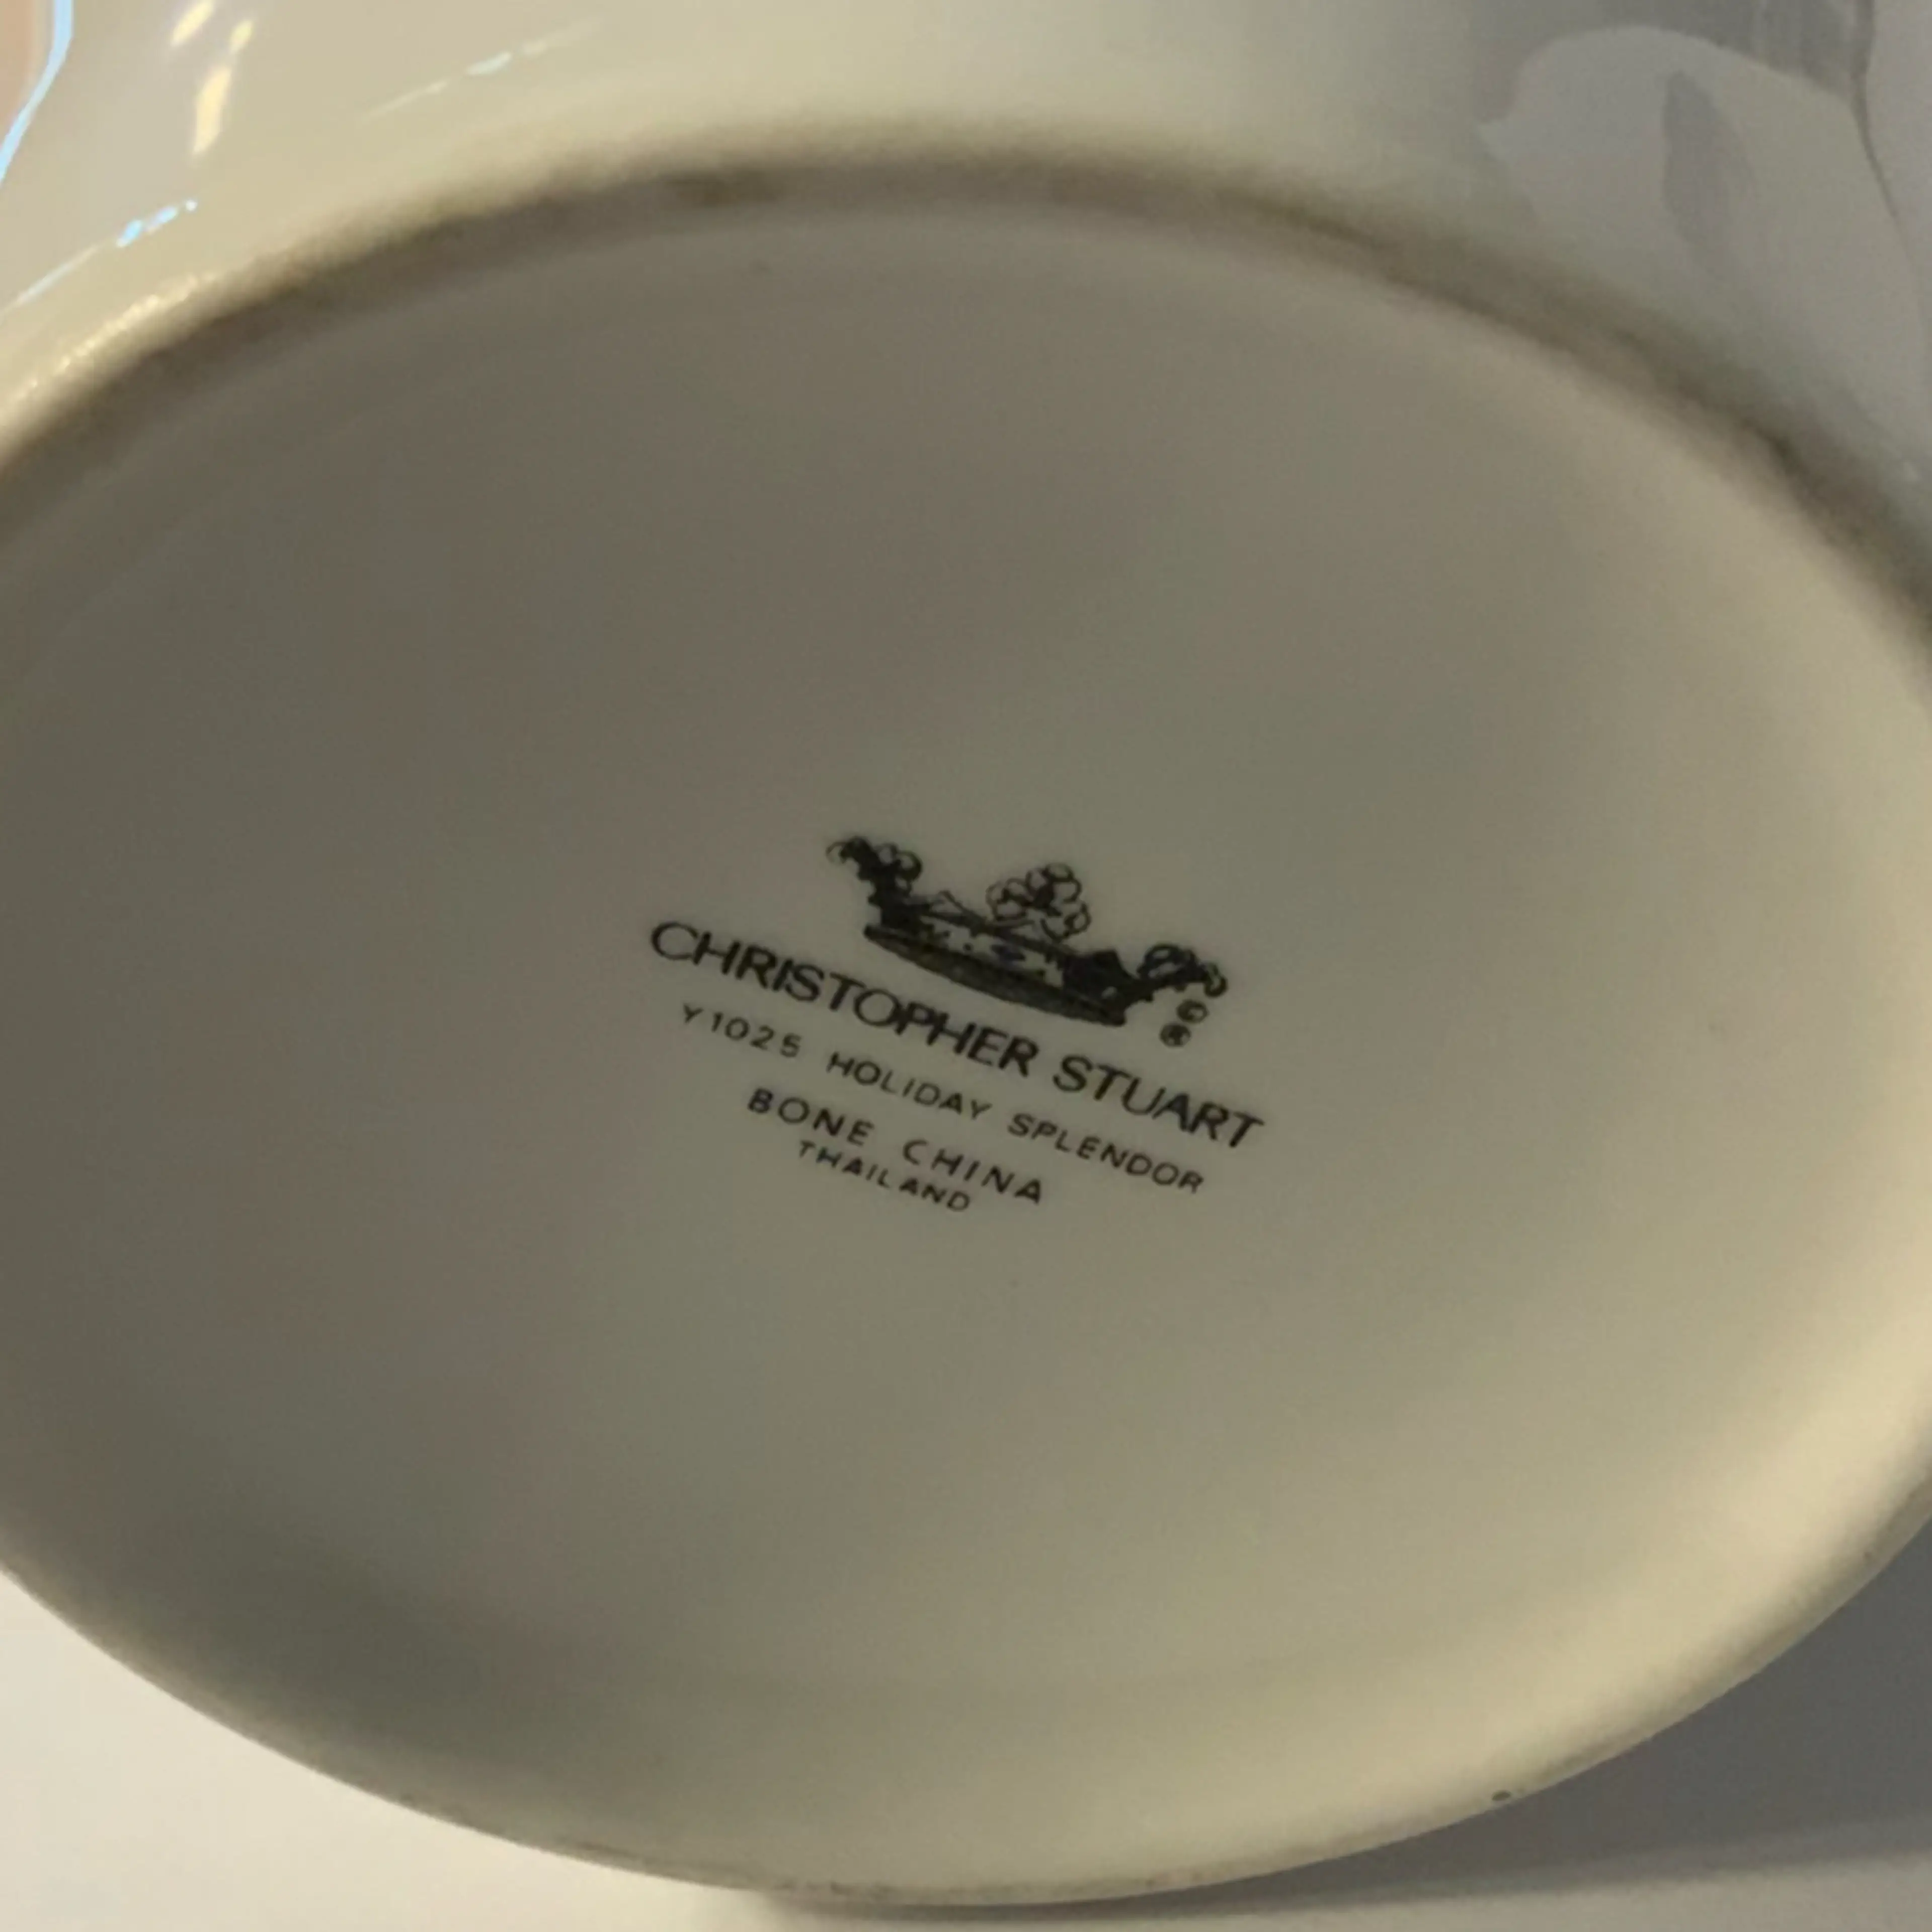 © ®
CHRISTOPHER STUART
Y1025 HOLIDAY SPLENDOR
BONE CHINA
THAILAND